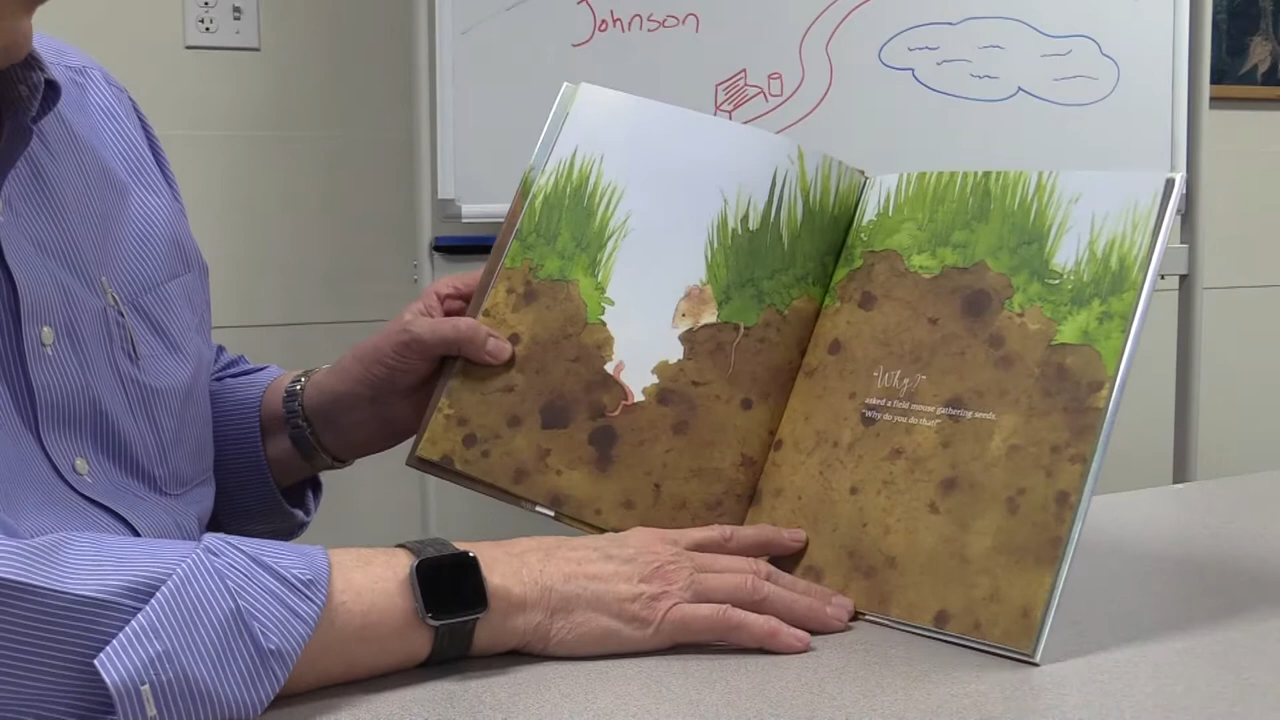 Johnson
"Why?"
asked a field mouse gathering seeds.
"Why do you do that?"